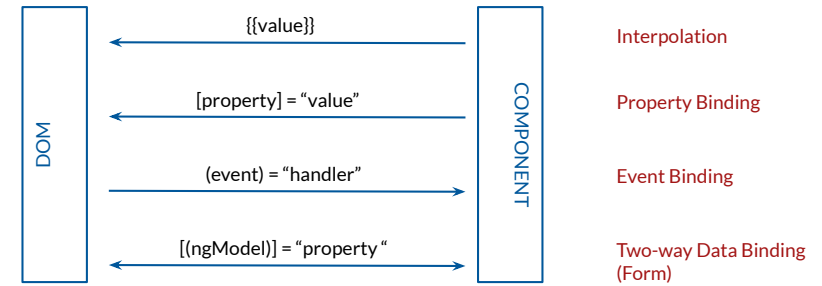 {{value}}
Interpolation
[property] = “value”
Property Binding
DOM
COMPONENT
(event) = “handler”
Event Binding
[(ngModel)] = “property “
Two-way Data Binding
(Form)